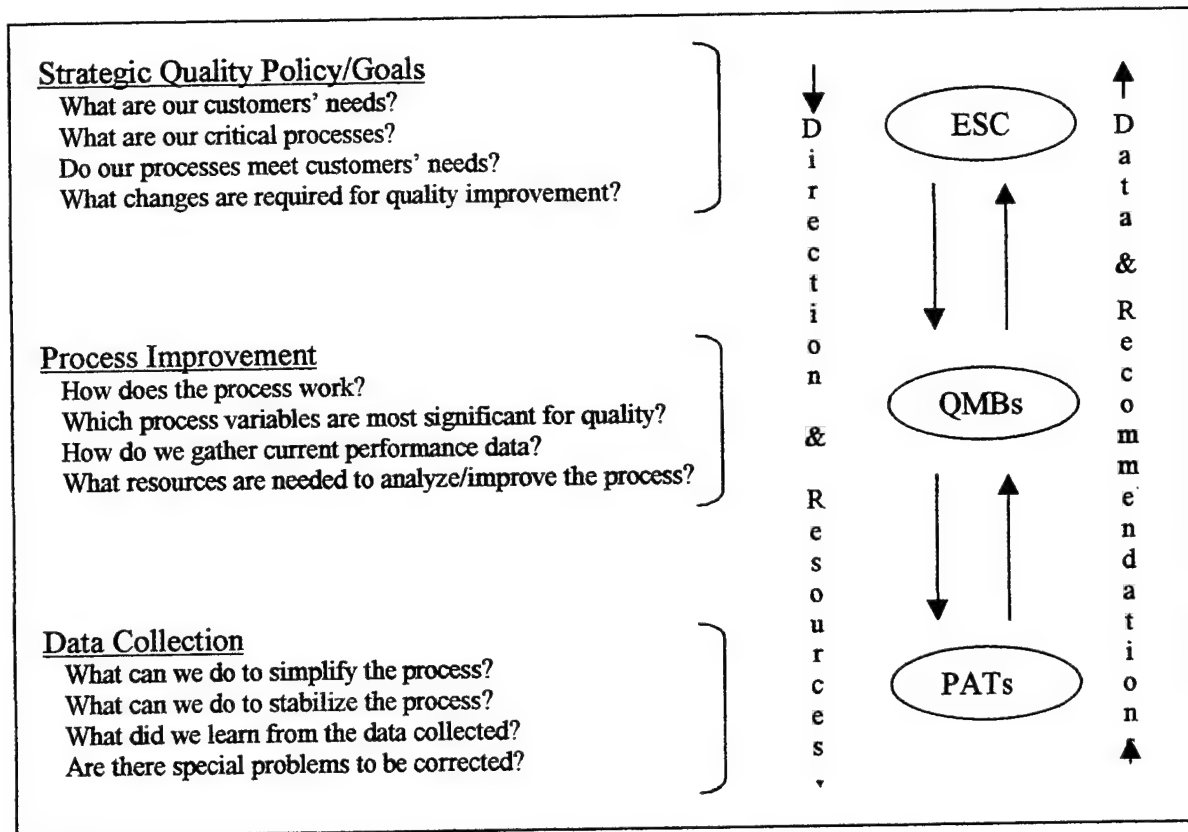 Strategic Quality Policy/Goals
What are our customers' needs?
What are our critical processes?
Do our processes meet customers' needs?
What changes are required for quality improvement?
Process Improvement
How does the process work?
Which process variables are most significant for quality?
How do we gather current performance data?
What resources are needed to analyze/improve the process?
Data Collection
What can we do to simplify the process?
What can we do to stabilize the process?
What did we learn from the data collected?
Are there special problems to be corrected?
Direction & Resources
ESC
QMBs
PATs
Data & Recommendations